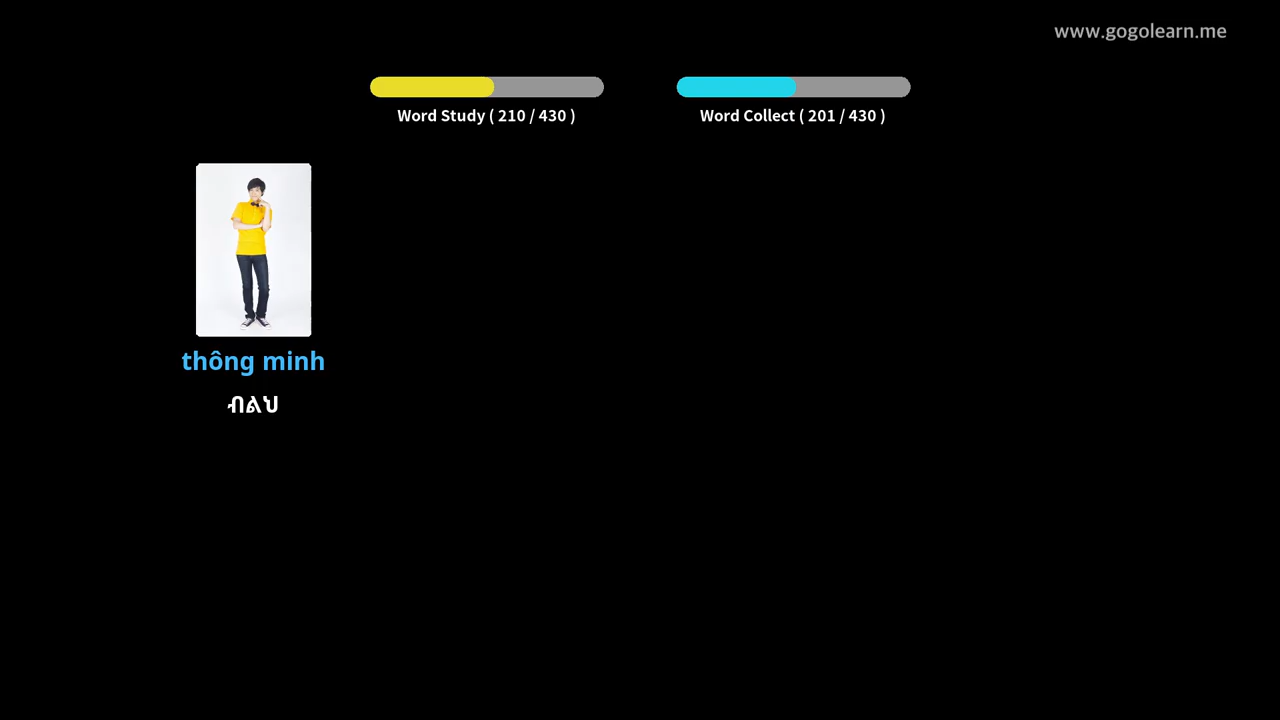 www.gogolearn.me
Word Study ( 210 / 430 )
Word Collect ( 201 / 430 )
thông minh
ብልህ